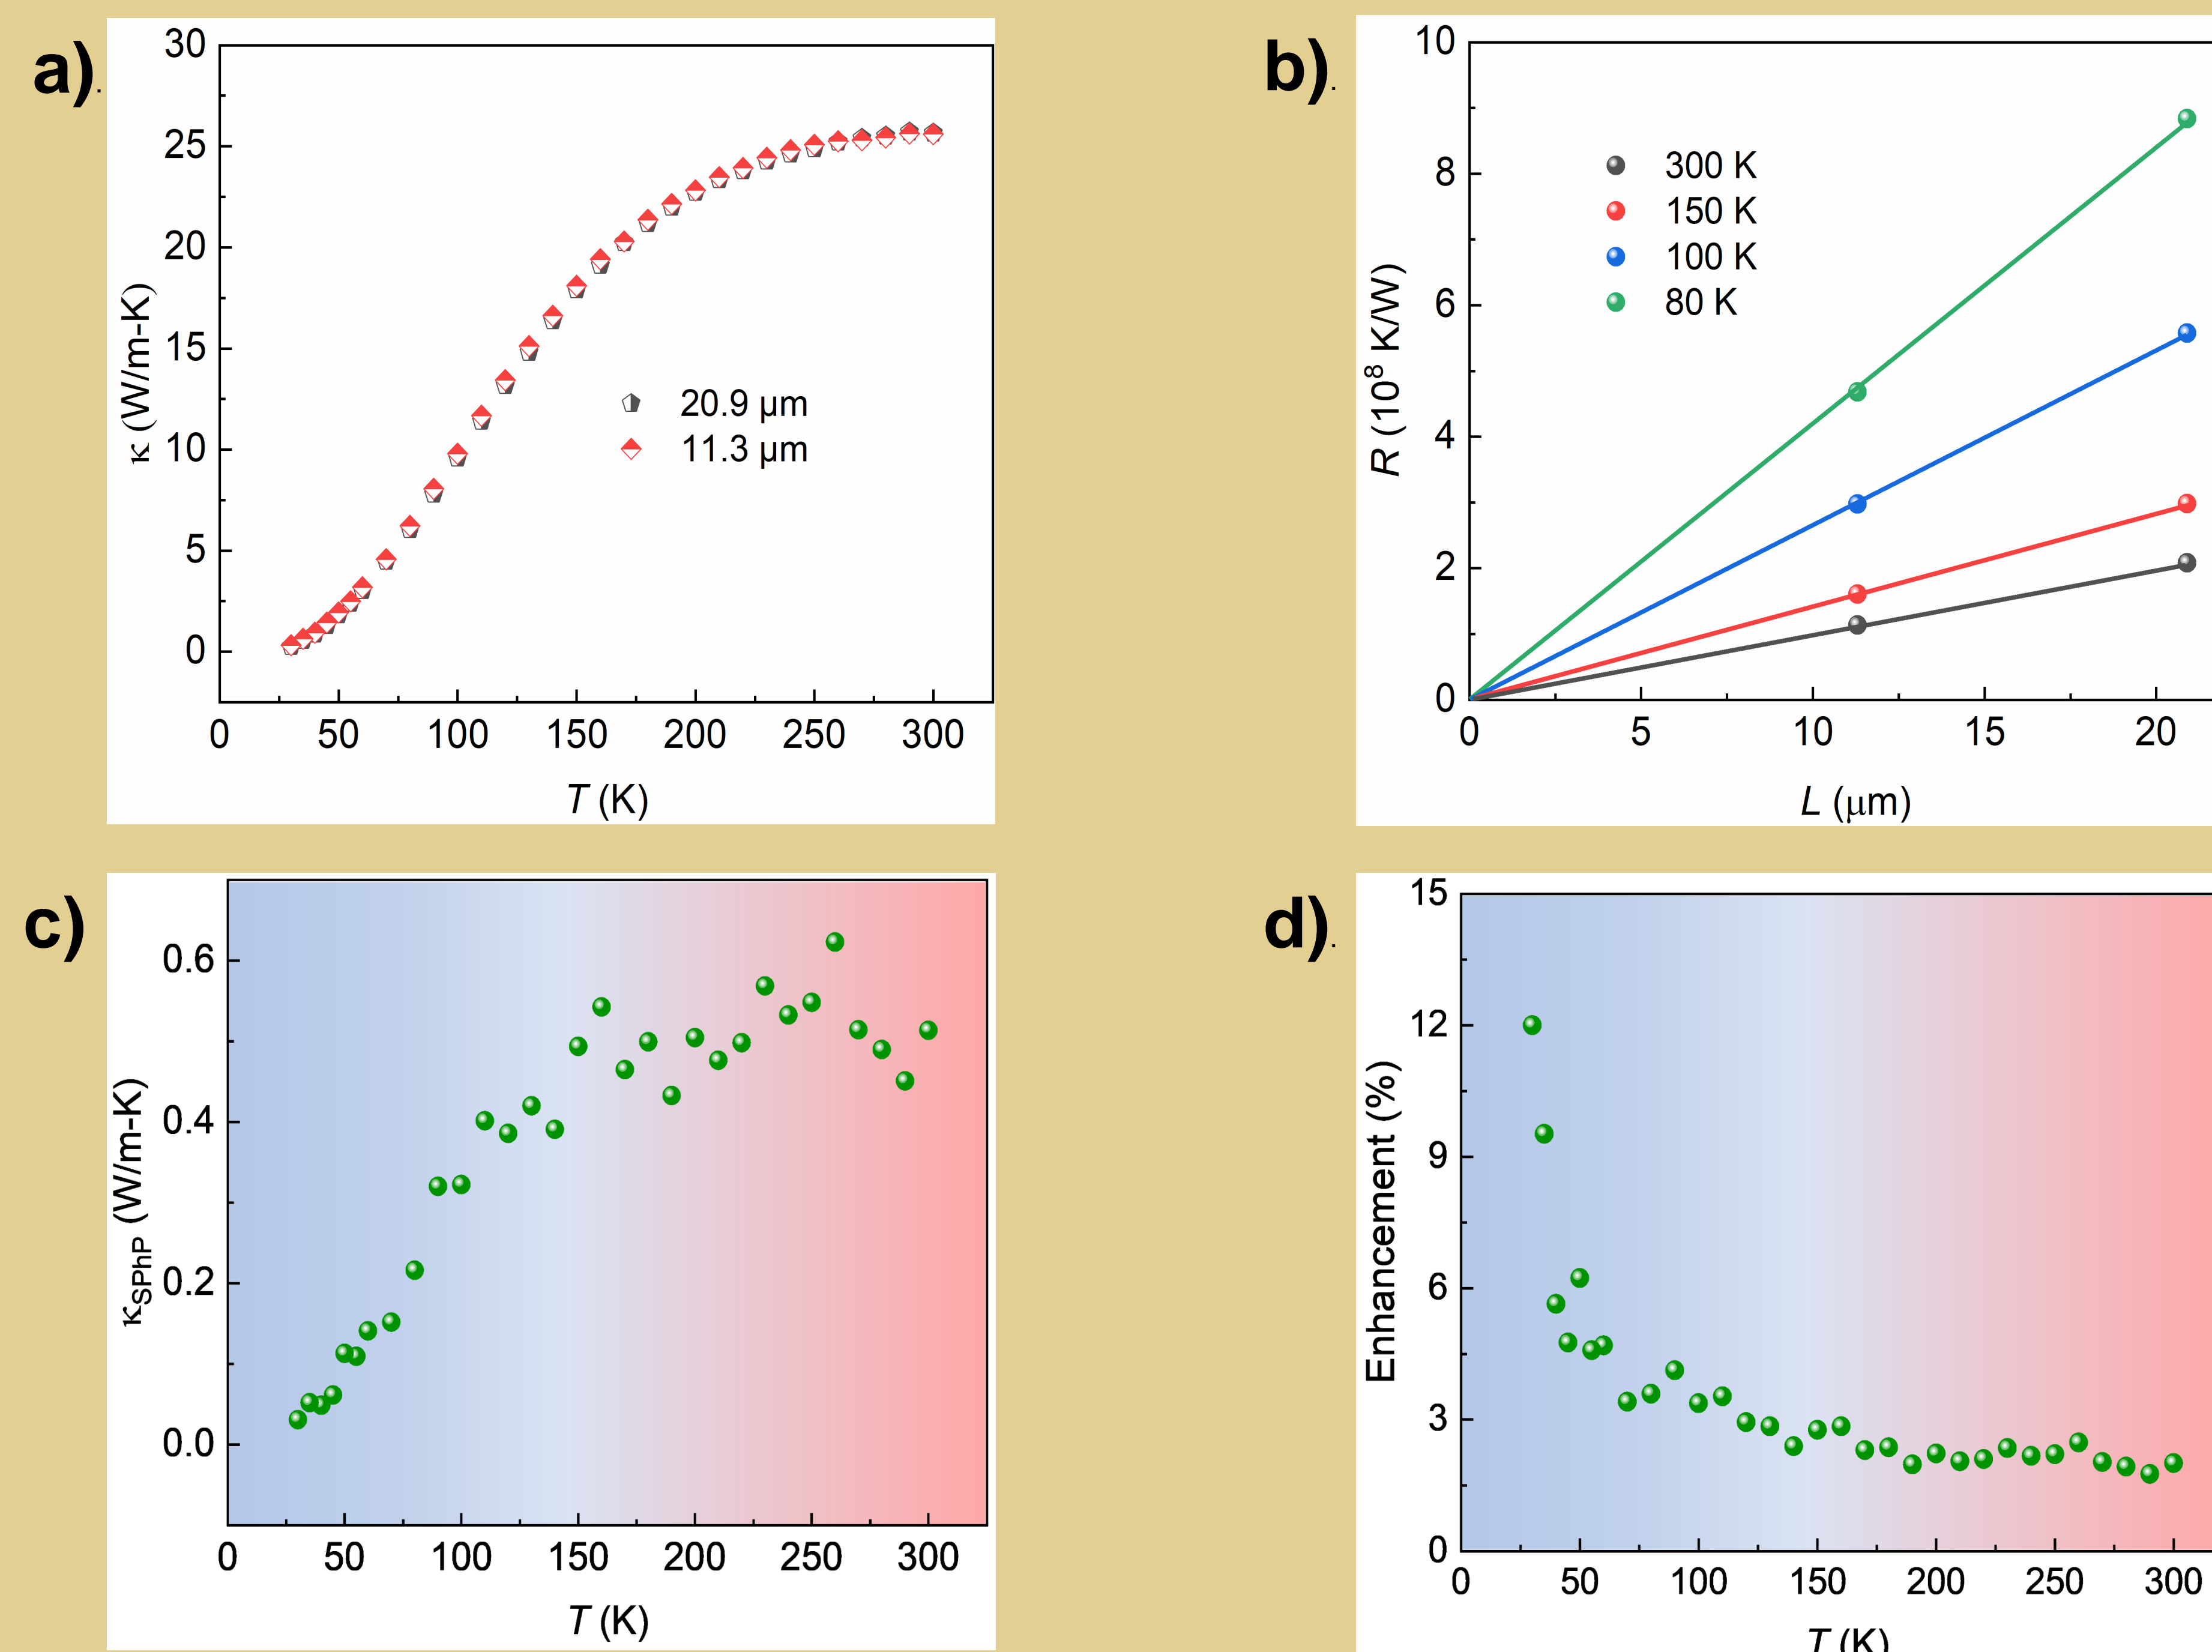 a).
30
25
20
15
10
5
0
κ (W/m-K)
20.9 μm
11.3 μm
0 50 100 150 200 250 300
T (K)
b).
10
8
6
4
2
0
R (10⁸ K/W)
300 K
150 K
100 K
80 K
0 5 10 15 20
L (μm)
c)
0.6
0.4
0.2
0.0
κSPhP (W/m-K)
0 50 100 150 200 250 300
T (K)
d).
15
12
9
6
3
0
Enhancement (%)
0 50 100 150 200 250 300
T (K)